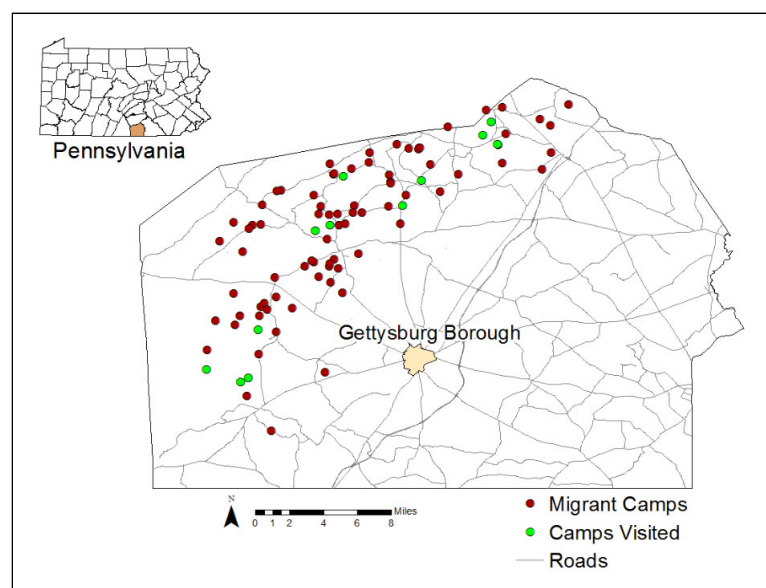 Pennsylvania
Gettysburg Borough
N
Miles
0 1 2 4 6 8
Migrant Camps
Camps Visited
Roads